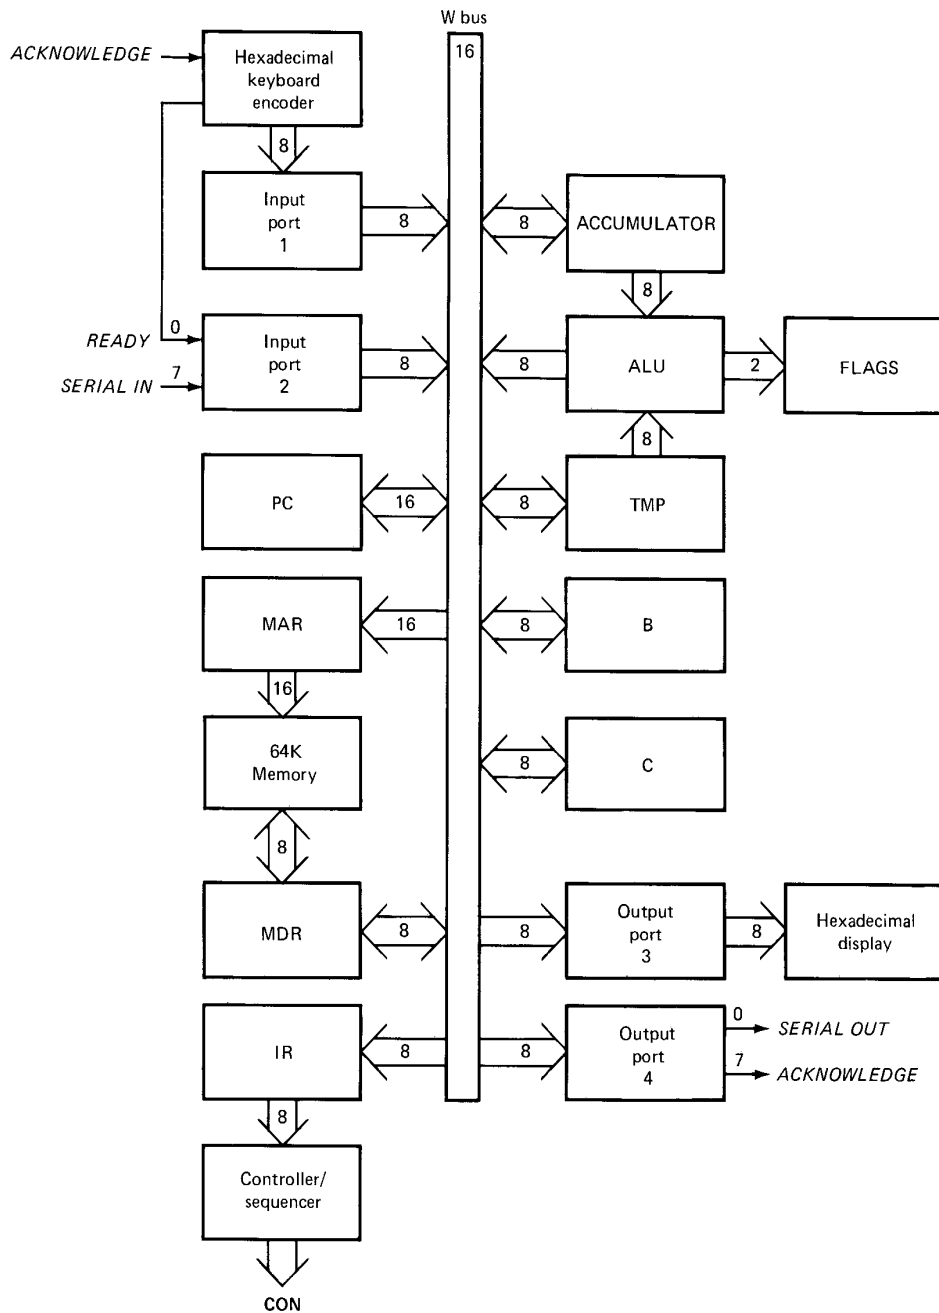 W bus
16
ACKNOWLEDGE
Hexadecimal
keyboard
encoder
8
Input
port
1
8
8
ACCUMULATOR
8
READY
0
SERIAL IN
7
Input
port
2
8
8
ALU
2
FLAGS
8
PC
16
8
TMP
MAR
16
8
B
16
64K
Memory
8
C
8
MDR
8
8
Output
port
3
8
Hexadecimal
display
IR
8
8
Output
port
4
0
SERIAL OUT
7
ACKNOWLEDGE
8
Controller/
sequencer
CON